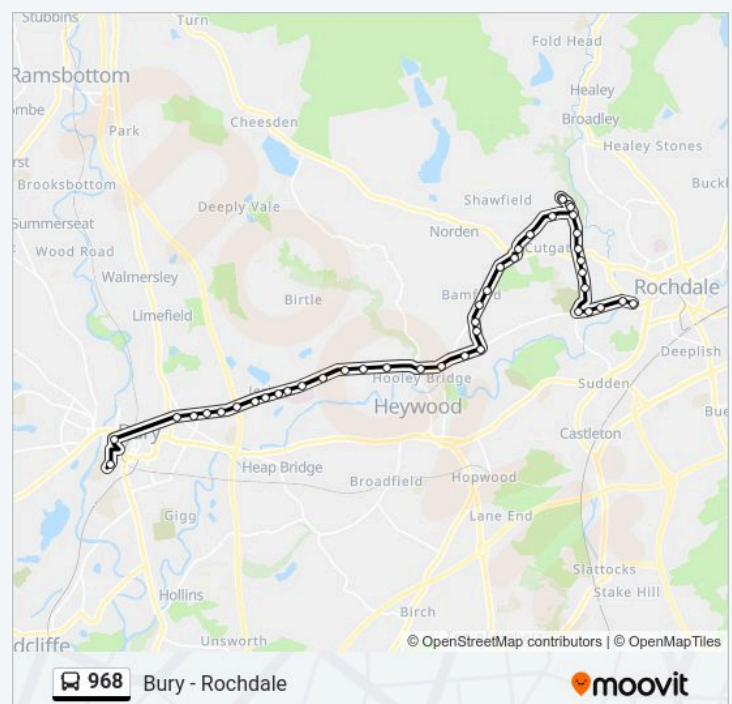 Stubbins
Turn
Fold Head
Ramsbottom
Healey
Park
Cheesden
Broadley
Healey Stones
Brooksbottom
Shawfield
Deeply Vale
Summerseat
Norden
Wood Road
Walmersley
Birtle
Rochdale
Limefield
Deeplish
Hooley Bridge
Sudden
Heywood
Castleton
Heap Bridge
Broadfield
Hopwood
Gigg
Lane End
Slattocks
Hollins
Stake Hill
Birch
dcliffe
Unsworth
© OpenStreetMap contributors | © OpenMapTiles
968 Bury - Rochdale
moovit